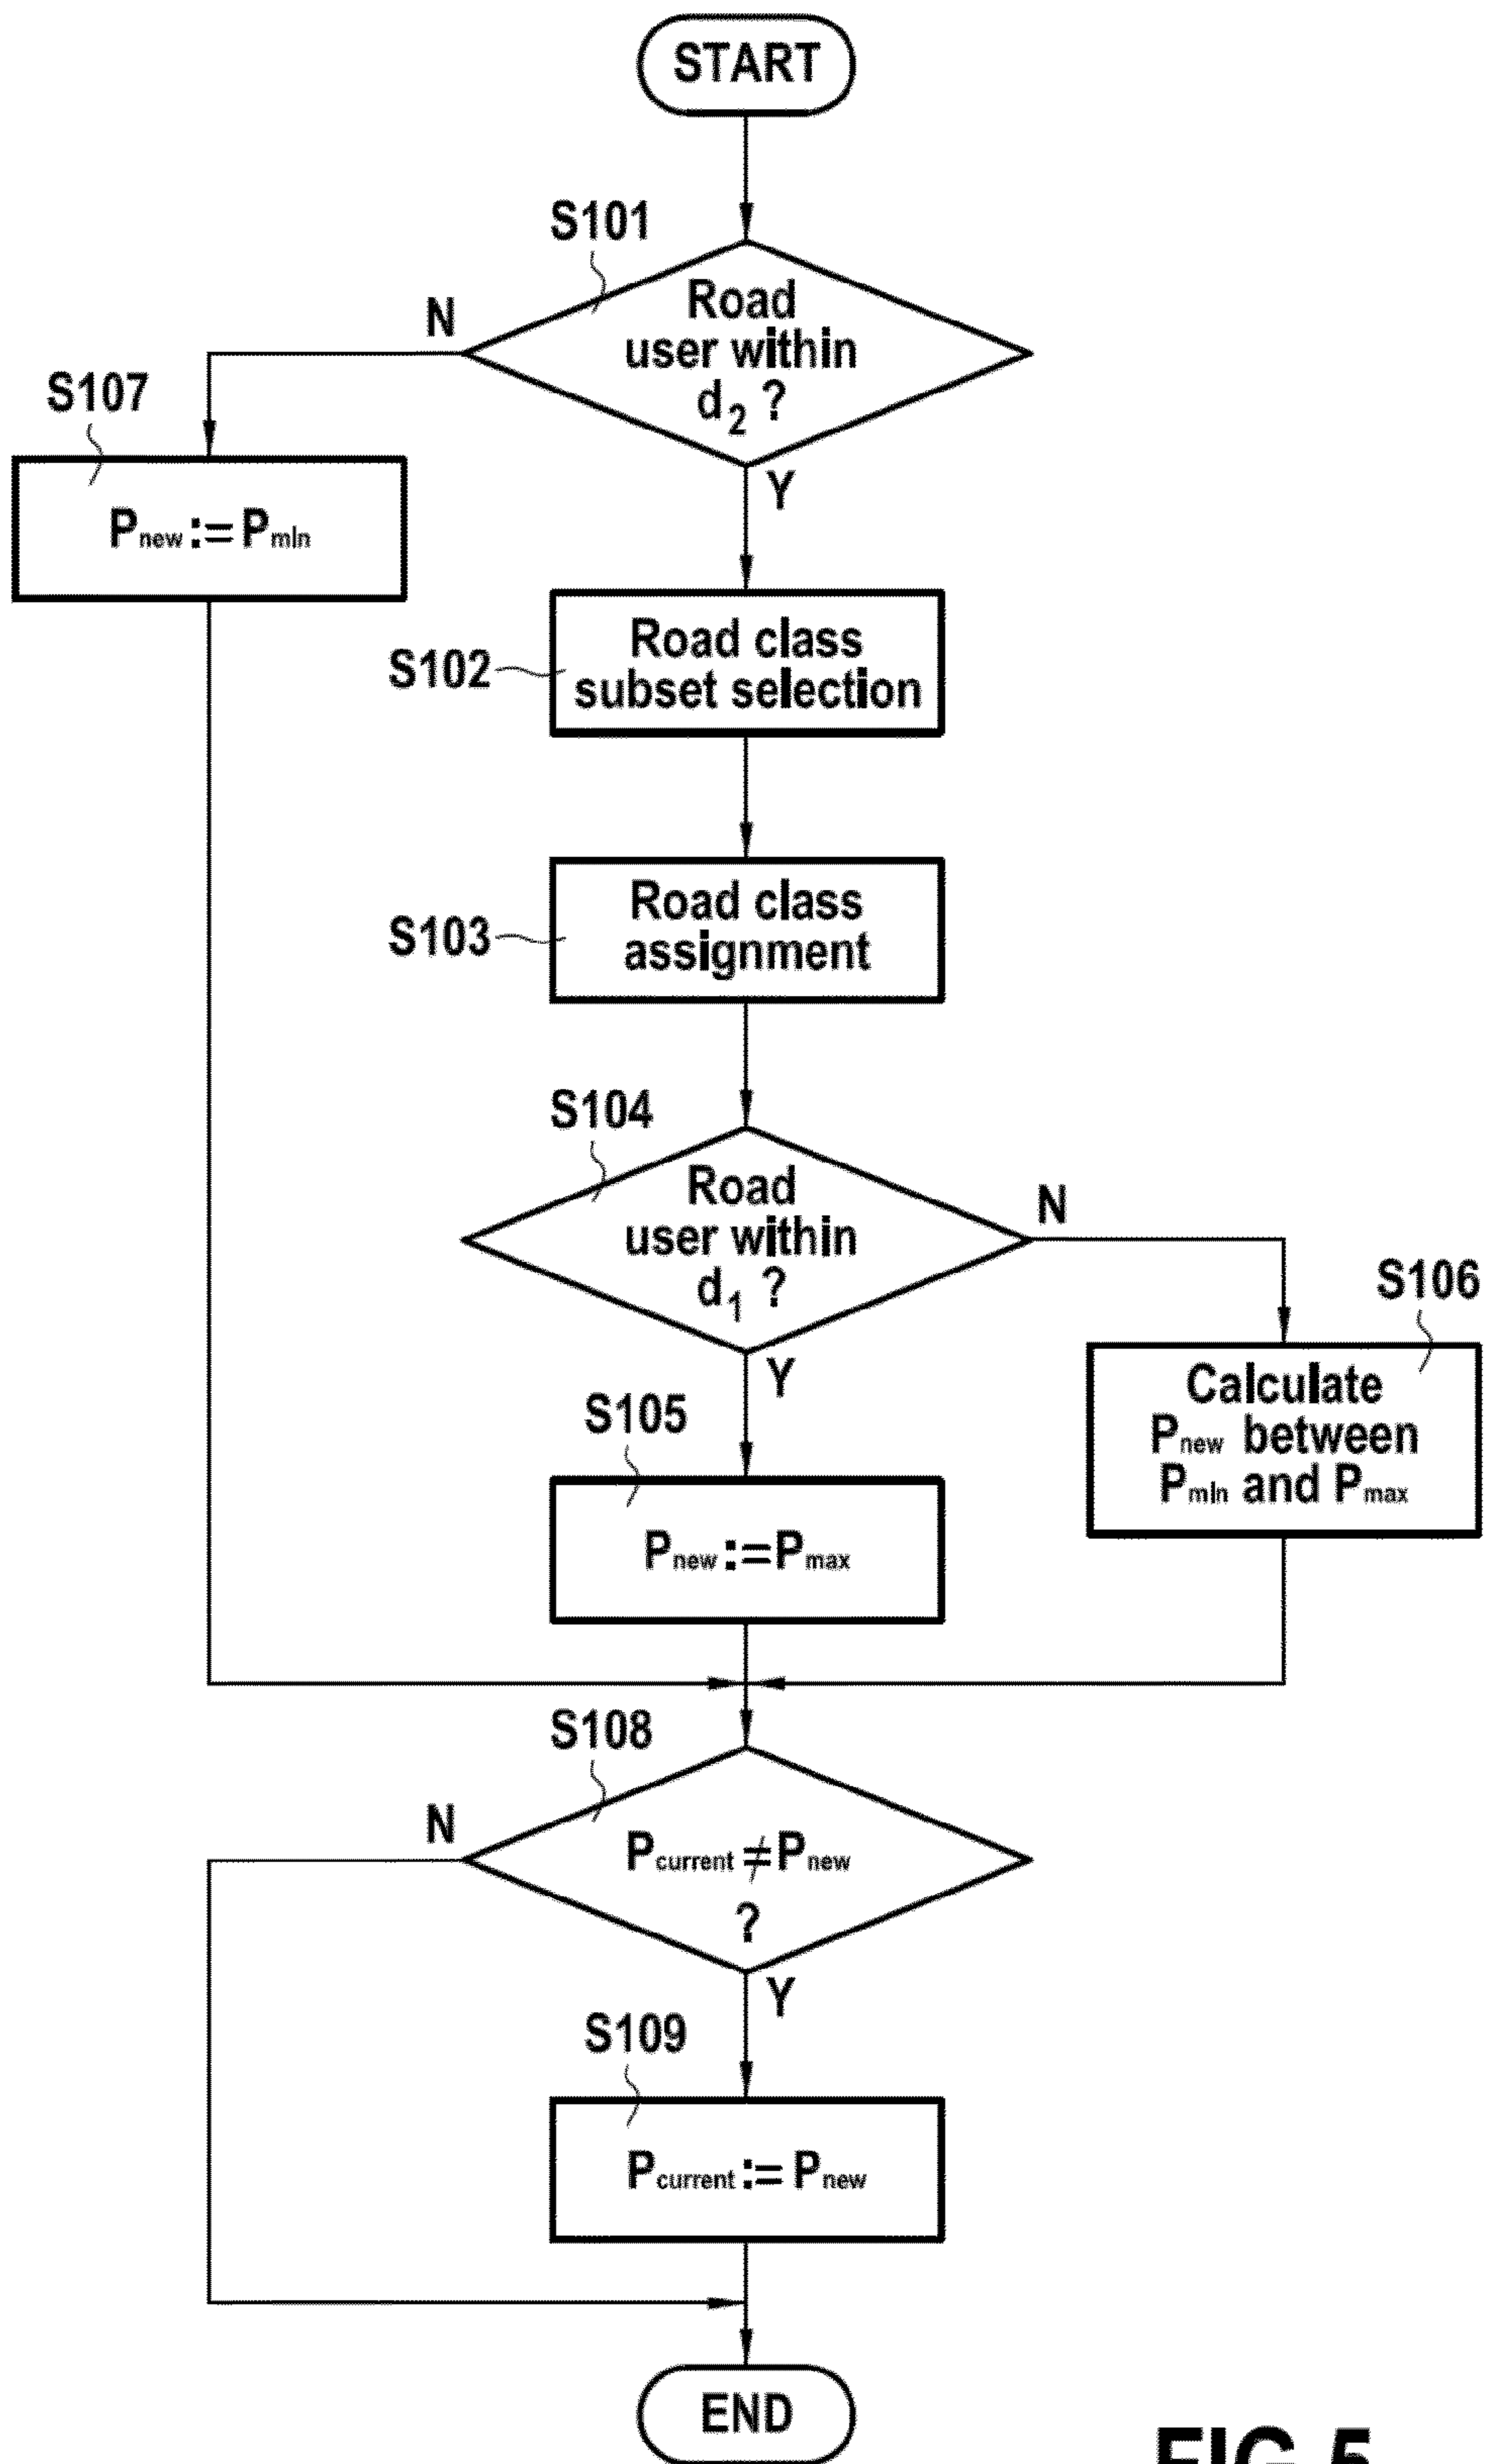 START
S101
Road
user within
d2 ?
N
Y
S107
Pnew := Pmin
S102
Road class
subset selection
S103
Road class
assignment
S104
Road
user within
d1 ?
N
Y
S106
Calculate
Pnew between
Pmin and Pmax
S105
Pnew := Pmax
S108
N
Pcurrent ≠ Pnew
?
Y
S109
Pcurrent := Pnew
END
FIG.5